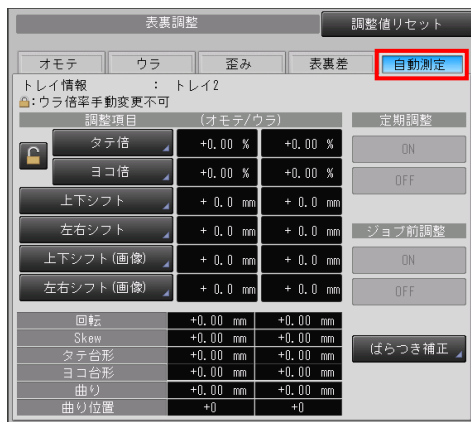 表裏調整 調整値リセット
オモテ ウラ 歪み 表裏差 自動測定
トレイ情報 : トレイ2
:ウラ倍率手動変更不可
調整項目 (オモテ/ウラ) 定期調整
タテ倍 +0.00 % +0.00 % ON
ヨコ倍 +0.00 % +0.00 % OFF
上下シフト + 0.0 mm + 0.0 mm
左右シフト + 0.0 mm + 0.0 mm ジョブ前調整
上下シフト(画像) + 0.0 mm + 0.0 mm ON
左右シフト(画像) + 0.0 mm + 0.0 mm OFF
回転 +0.00 mm +0.00 mm
Skew +0.00 mm +0.00 mm ばらつき補正
タテ台形 +0.00 mm +0.00 mm
ヨコ台形 +0.00 mm +0.00 mm
曲り +0.00 mm +0.00 mm
曲り位置 +0 +0